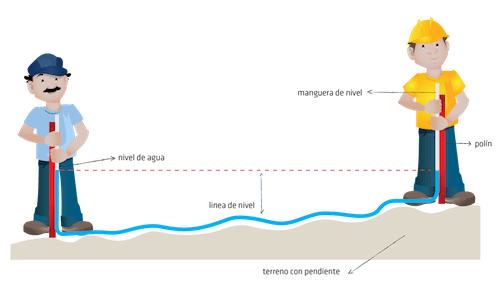 manguera de nivel
polín
nivel de agua
linea de nivel
terreno con pendiente